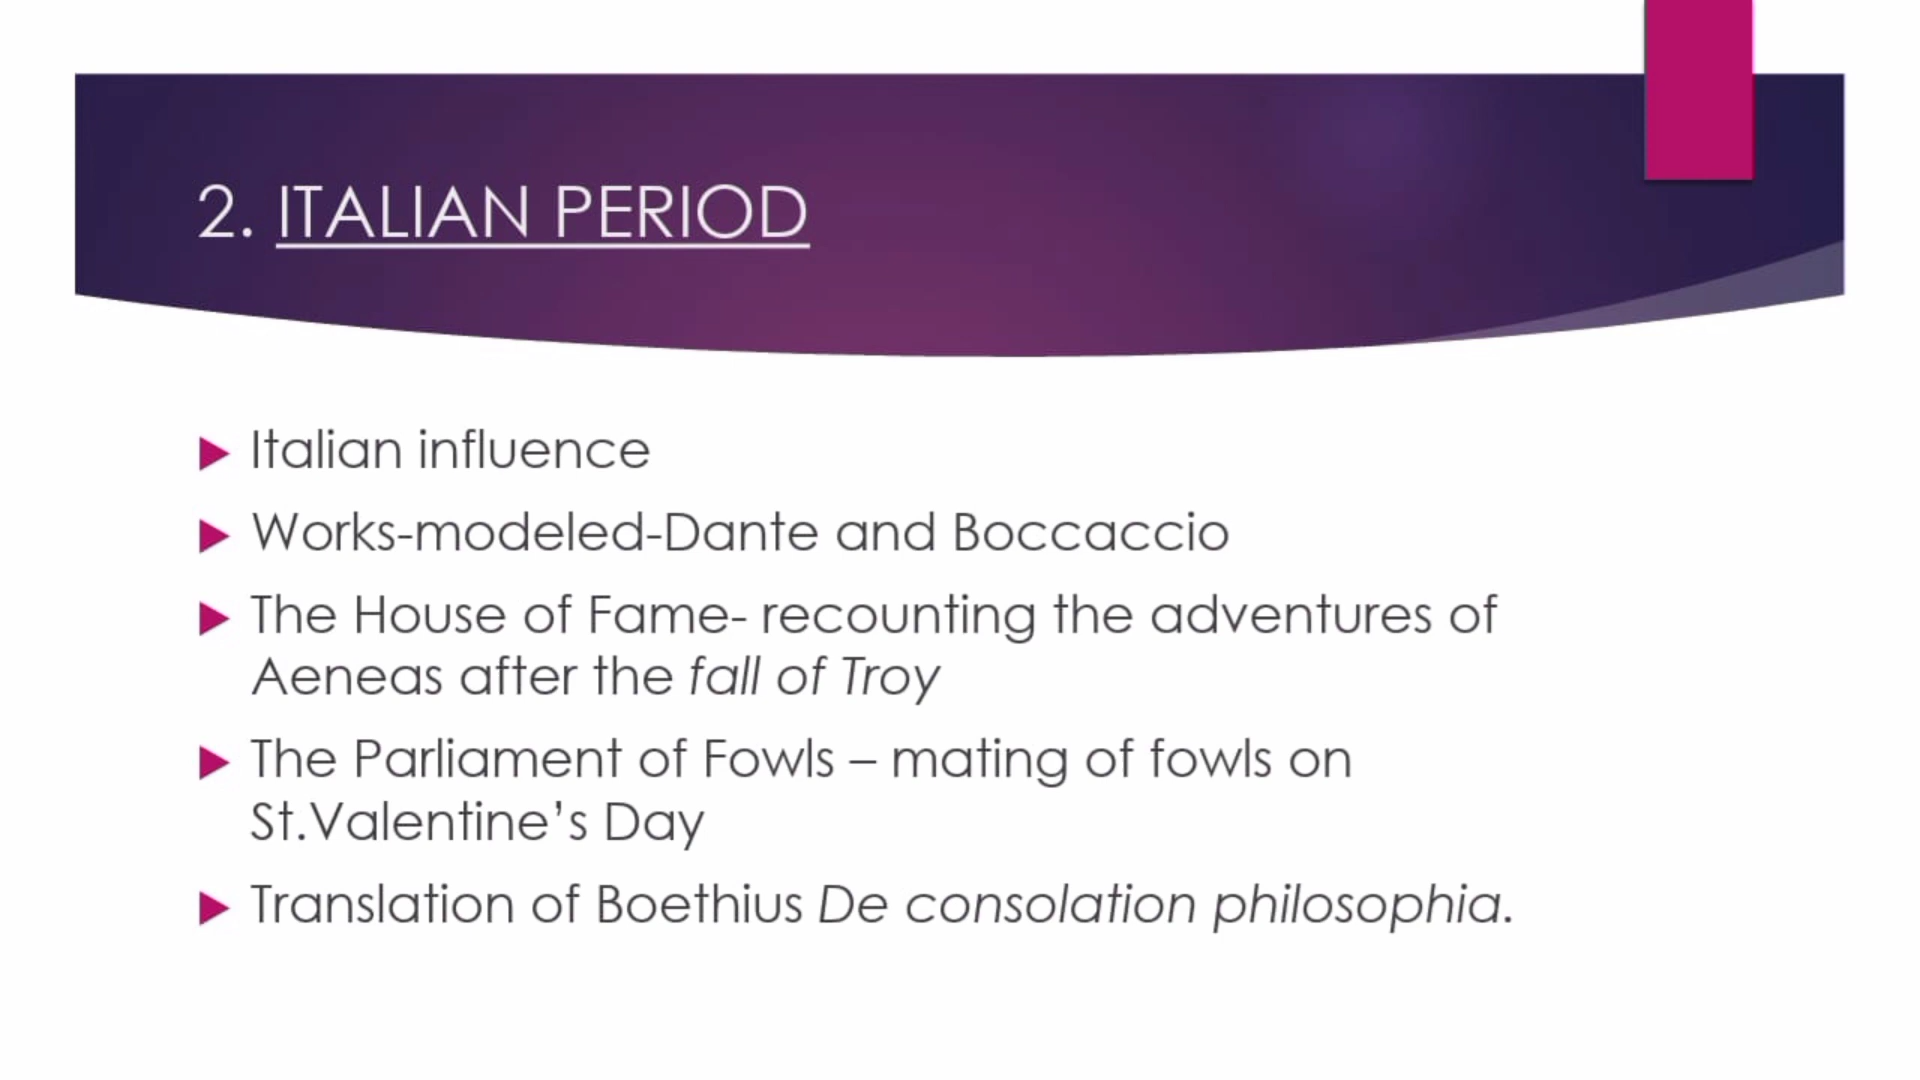 2. ITALIAN PERIOD
Italian influence
Works-modeled-Dante and Boccaccio
The House of Fame- recounting the adventures of
Aeneas after the fall of Troy
The Parliament of Fowls – mating of fowls on
St.Valentine’s Day
Translation of Boethius De consolation philosophia.